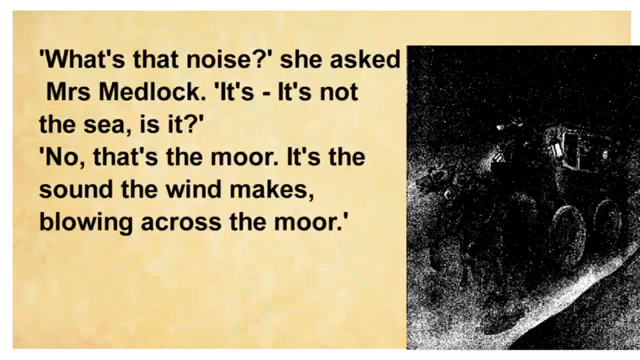 'What's that noise?' she asked
Mrs Medlock. 'It's - It's not
the sea, is it?'
'No, that's the moor. It's the
sound the wind makes,
blowing across the moor.'